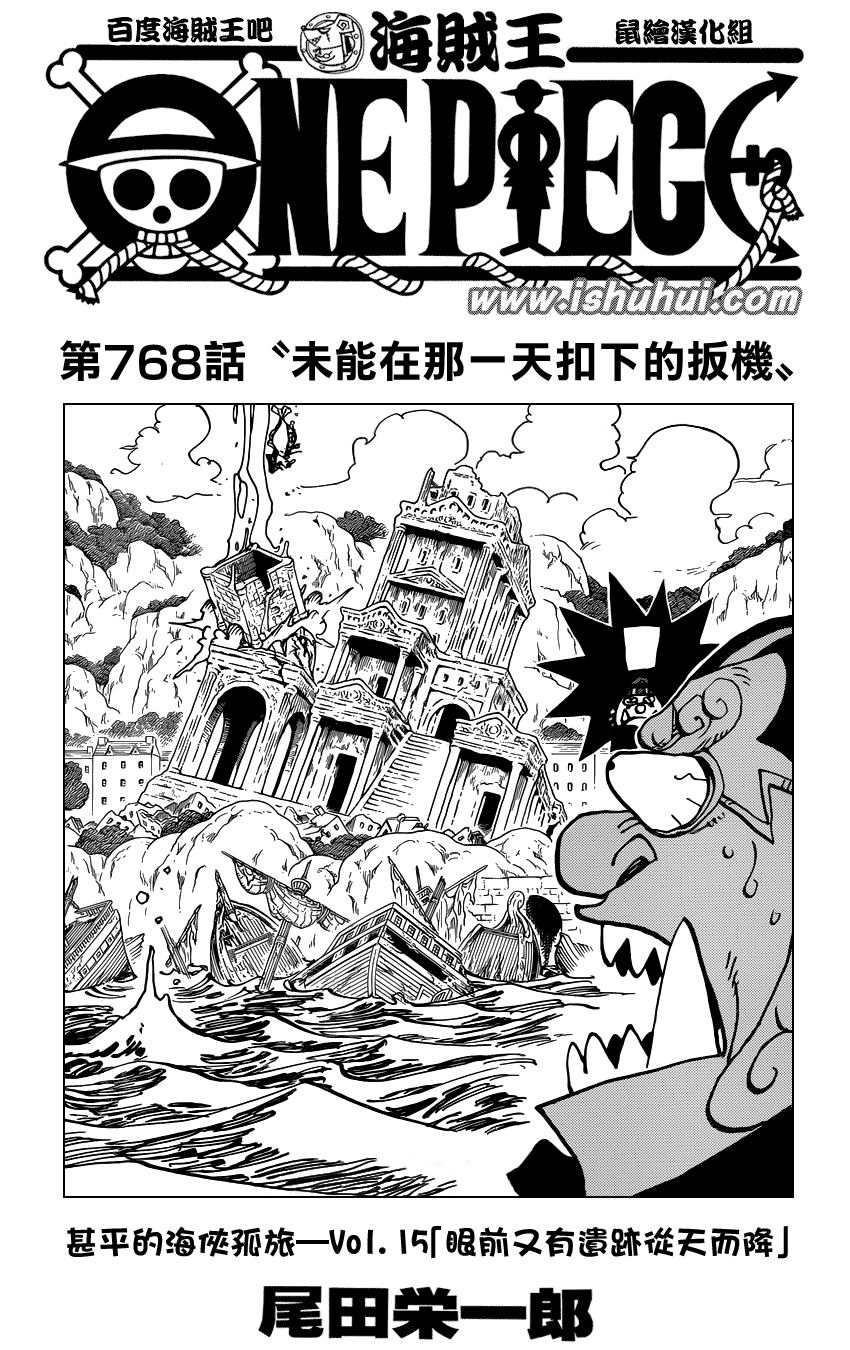 百度海賊王吧
海賊王
鼠繪漢化組
ONE PIECE
www.ishuhui.com
第768話〝未能在那一天扣下的扳機〟
甚平的海俠孤旅—Vol. 15「眼前又有遺跡從天而降」
尾田栄一郎